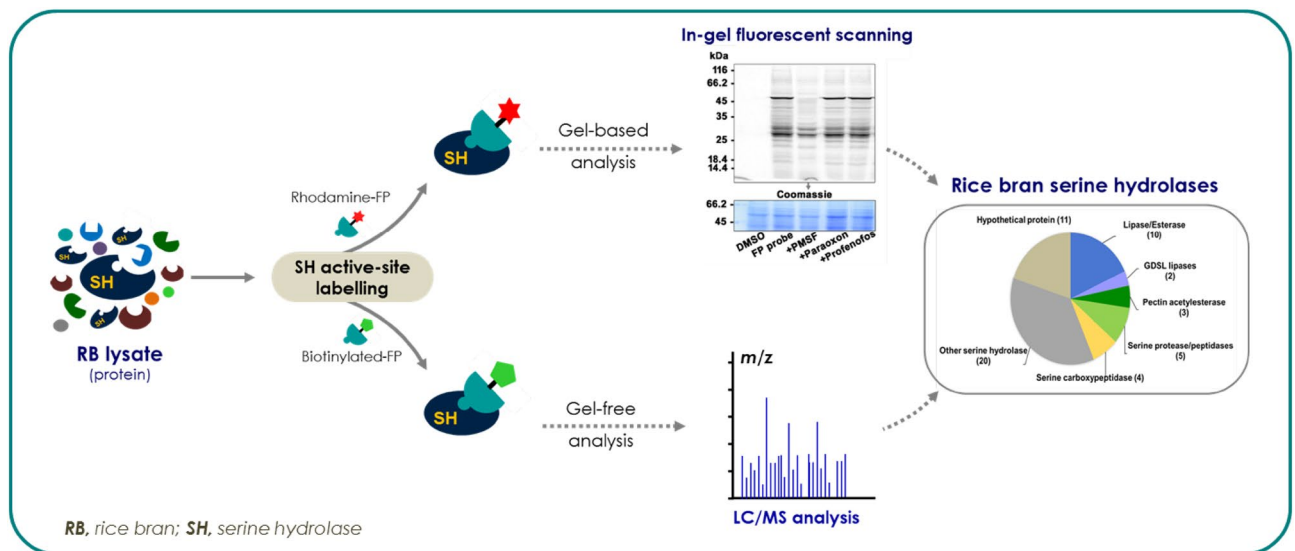 In-gel fluorescent scanning
kDa
116
66.2
45
35
25
18.4
14.4
Coomassie
66.2
45
DMSO
FP probe
+PMSF
+Paraoxon
+Profenofos
SH
Gel-based
analysis
Rhodamine-FP
SH
SH
SH
SH
RB lysate
(protein)
SH active-site
labelling
Biotinylated-FP
SH
Gel-free
analysis
m/z
LC/MS analysis
Rice bran serine hydrolases
Hypothetical protein (11)
Lipase/Esterase
(10)
GDSL lipases
(2)
Pectin acetylesterase
(3)
Serine protease/peptidases
(5)
Other serine hydrolase
(20)
Serine carboxypeptidase (4)
RB, rice bran; SH, serine hydrolase